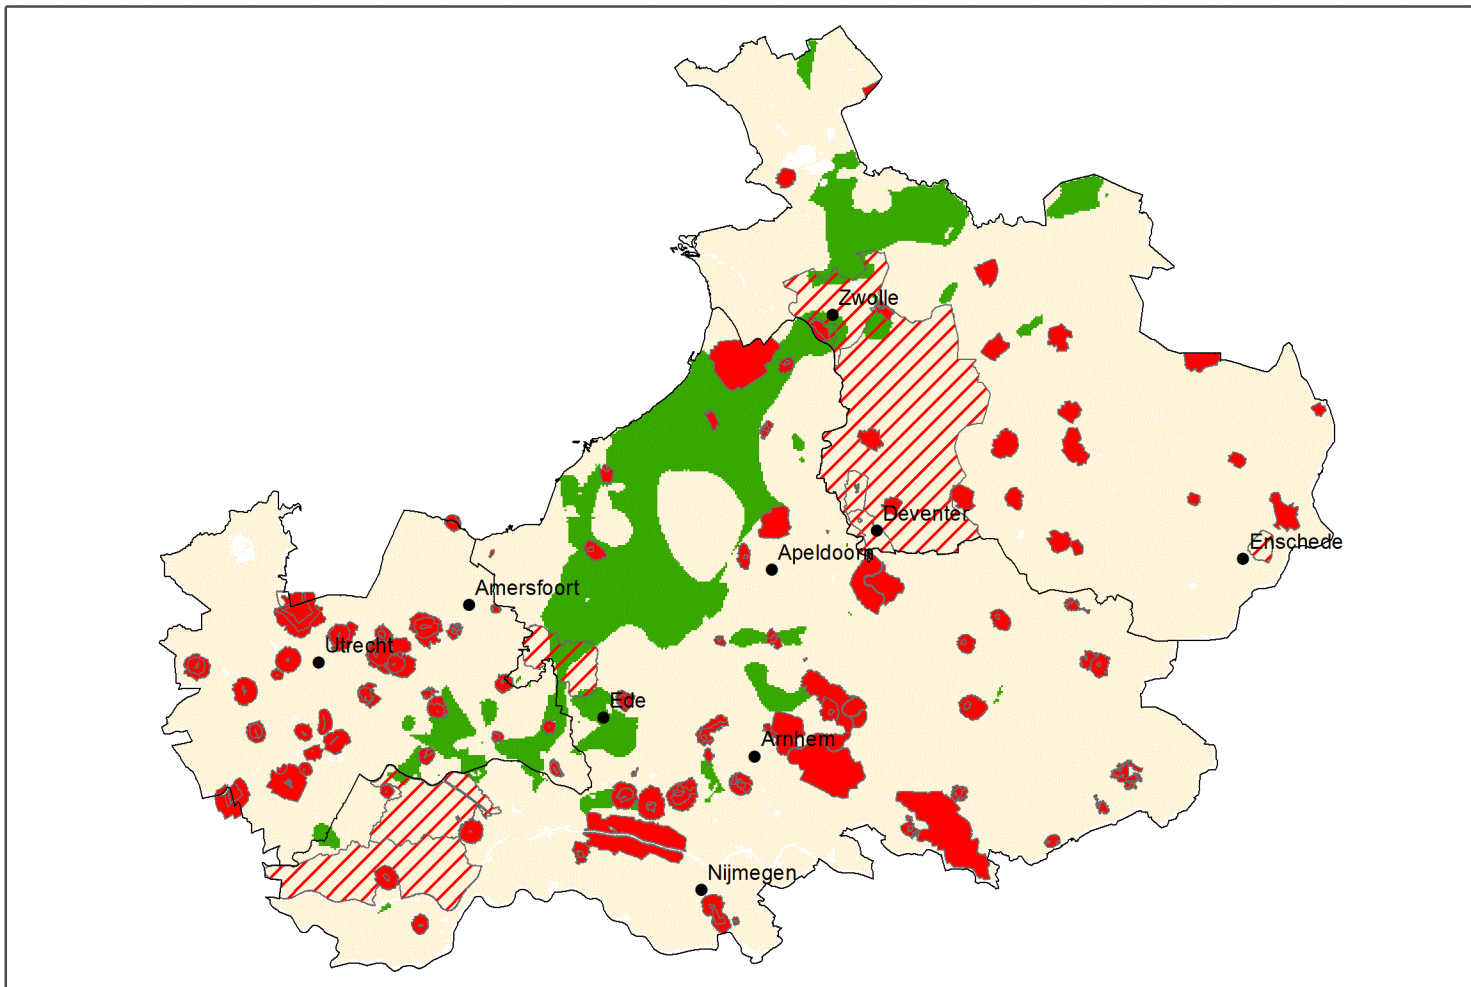 Zwolle
Deventer
Enschede
Apeldoorn
Amersfoort
Utrecht
Ede
Arnhem
Nijmegen